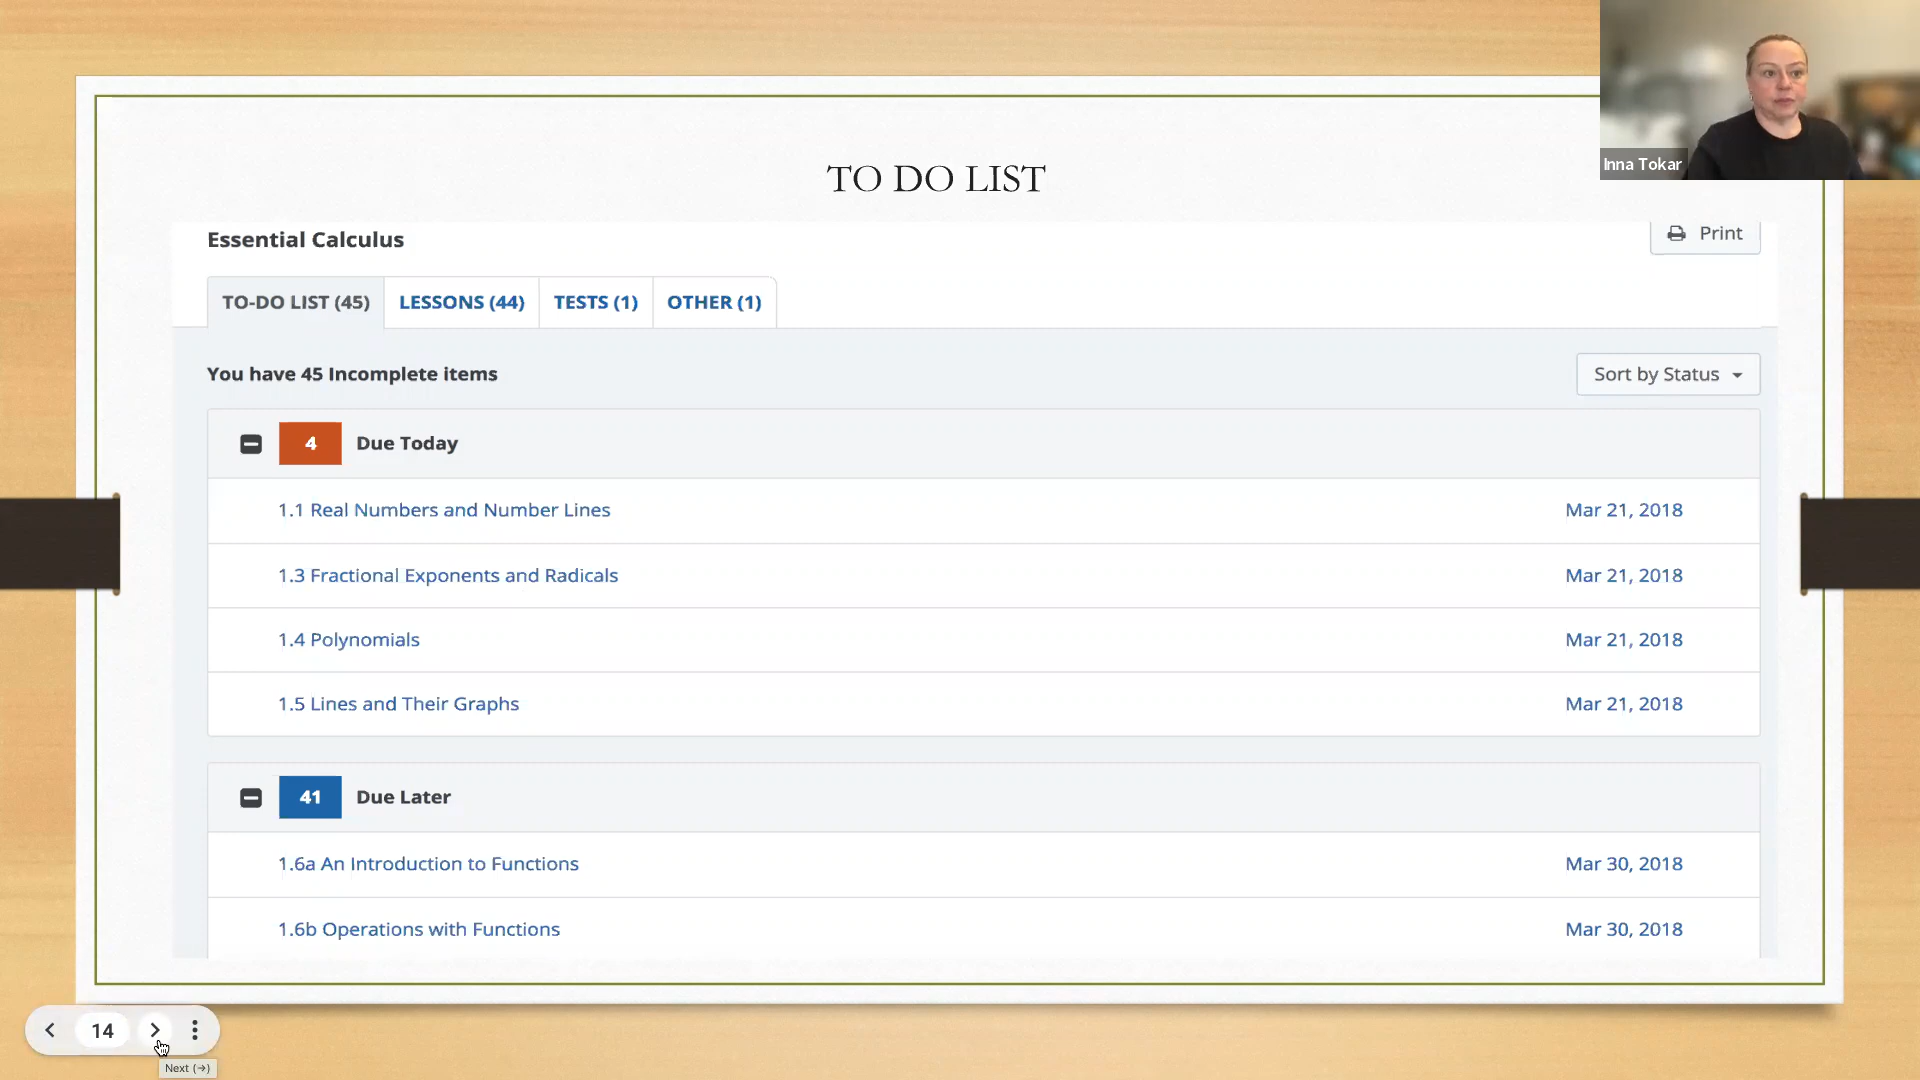 TO DO LIST
Inna Tokar
Essential Calculus
Print
TO-DO LIST (45) LESSONS (44) TESTS (1) OTHER (1)
You have 45 Incomplete items
Sort by Status
4 Due Today
1.1 Real Numbers and Number Lines Mar 21, 2018
1.3 Fractional Exponents and Radicals Mar 21, 2018
1.4 Polynomials Mar 21, 2018
1.5 Lines and Their Graphs Mar 21, 2018
41 Due Later
1.6a An Introduction to Functions Mar 30, 2018
1.6b Operations with Functions Mar 30, 2018
14
Next (→)